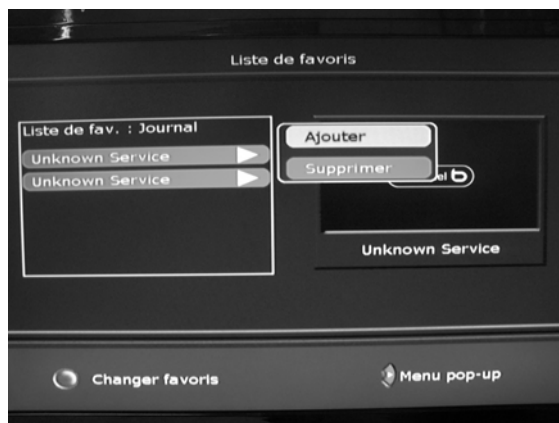 Liste de favoris
Liste de fav. : Journal
Unknown Service
Unknown Service
Ajouter
Supprimer
el
Unknown Service
Changer favoris
Menu pop-up